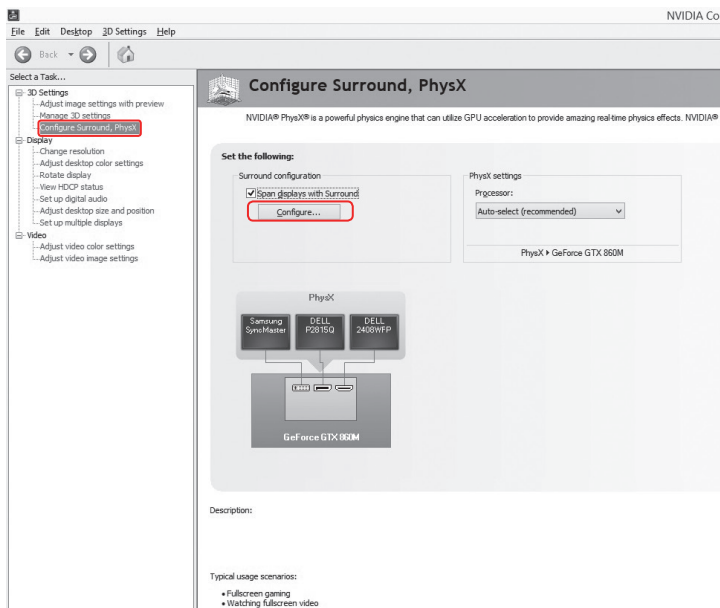 NVIDIA Co
File Edit Desktop 3D Settings Help
Back
Select a Task...
3D Settings
Adjust image settings with preview
Manage 3D settings
Configure Surround, PhysX
Display
Change resolution
Adjust desktop color settings
Rotate display
View HDCP status
Set up digital audio
Adjust desktop size and position
Set up multiple displays
Video
Adjust video color settings
Adjust video image settings
Configure Surround, PhysX
NVIDIA® PhysX® is a powerful physics engine that can utilize GPU acceleration to provide amazing real-time physics effects. NVIDIA®
Set the following:
Surround configuration
Span displays with Surround
Configure...
PhysX settings
Processor:
Auto-select (recommended)
PhysX ▸ GeForce GTX 860M
PhysX
Samsung SyncMaster
DELL P2815Q
DELL 2408WFP
GeForce GTX 860M
Description:
Typical usage scenarios:
• Fullscreen gaming
• Watching fullscreen video